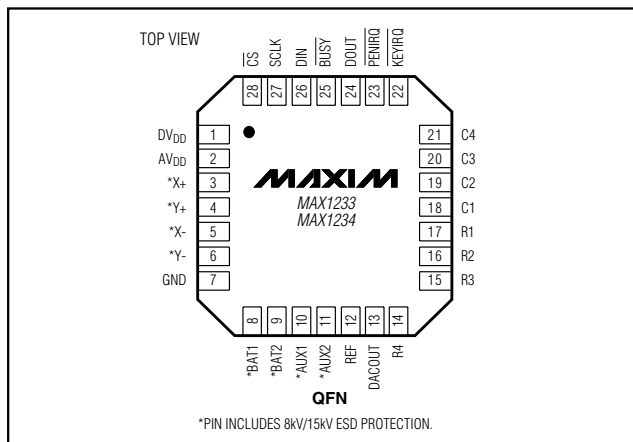 TOP VIEW
CS SCLK DIN BUSY DOUT PENIRQ KEYIRQ
28 27 26 25 24 23 22
DVDD 1
AVDD 2
*X+ 3
*Y+ 4
*X- 5
*Y- 6
GND 7
MAXIM
MAX1233
MAX1234
21 C4
20 C3
19 C2
18 C1
17 R1
16 R2
15 R3
8 9 10 11 12 13 14
*BAT1 *BAT2 *AUX1 *AUX2 REF DACOUT R4
QFN
*PIN INCLUDES 8kV/15kV ESD PROTECTION.